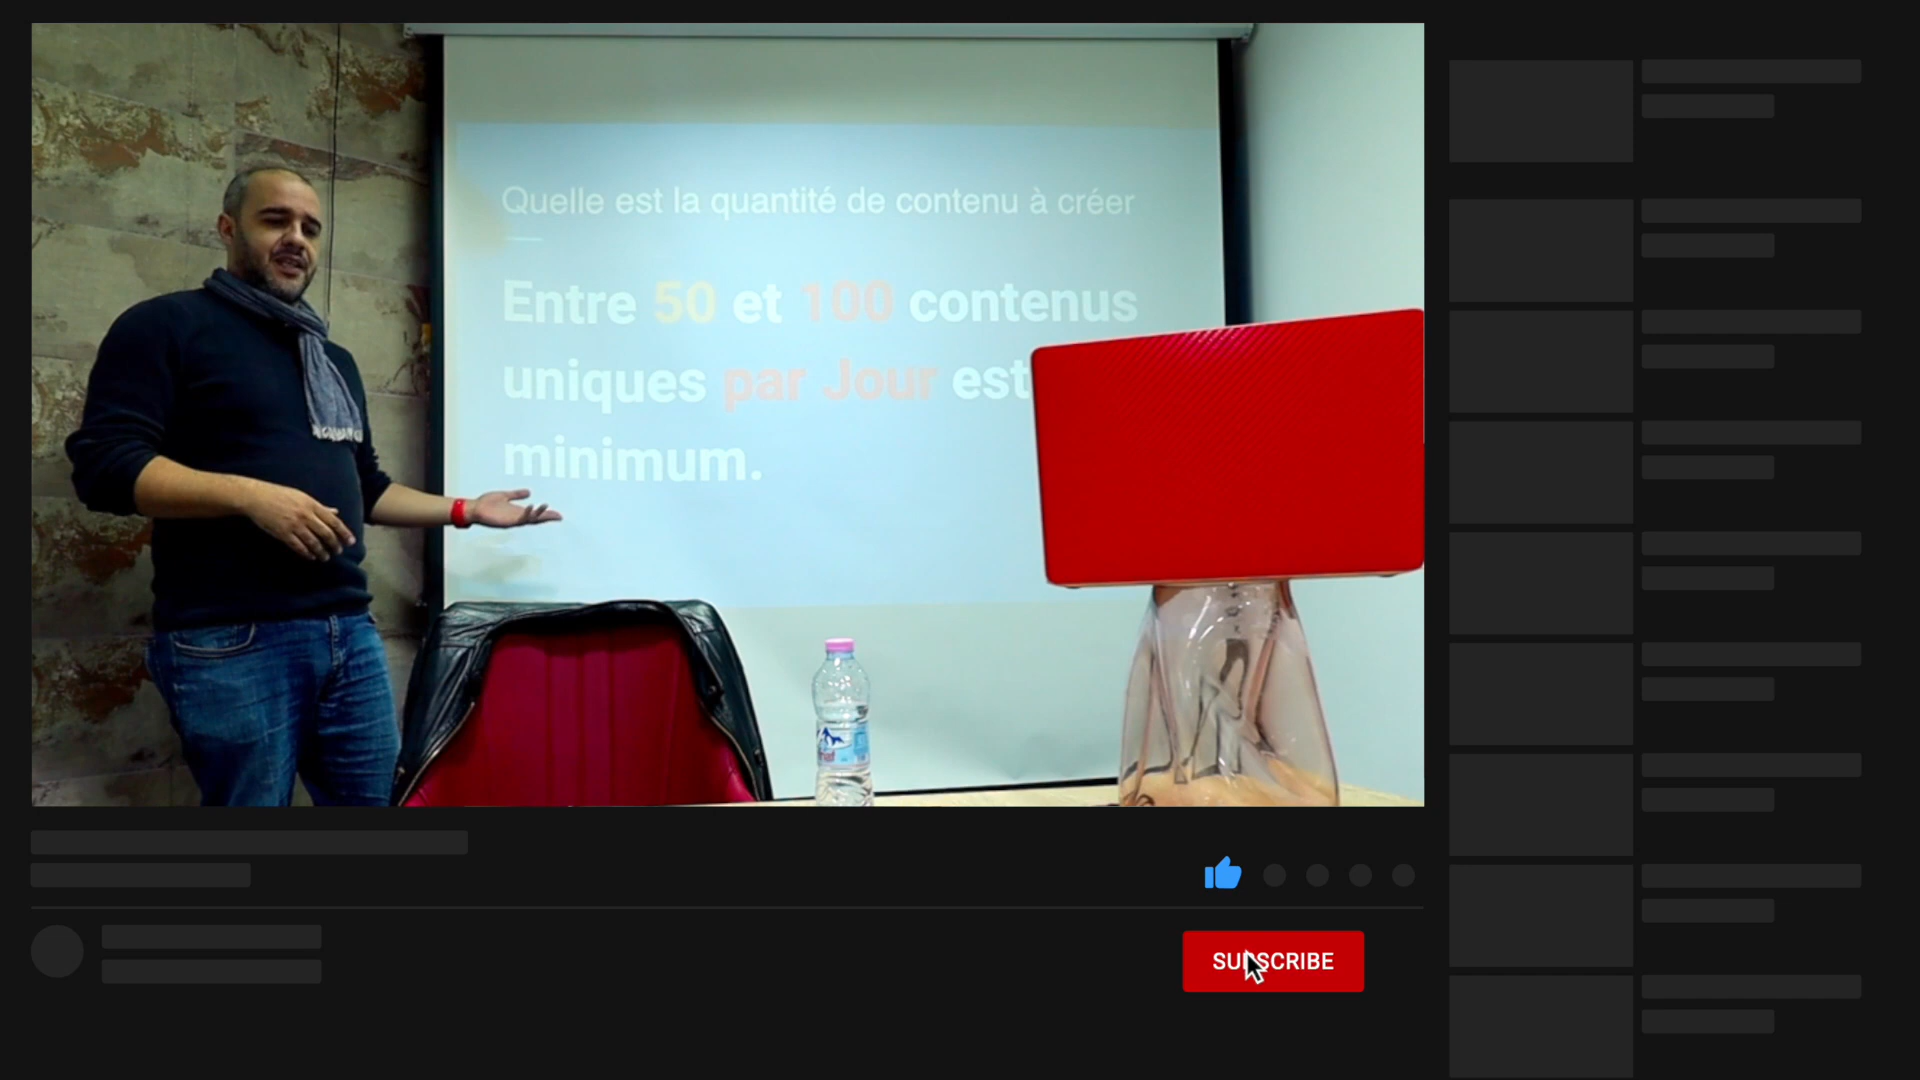 Quelle est la quantité de contenu à créer
Entre 50 et 100 contenus
uniques par Jour est
minimum.
SUBSCRIBE